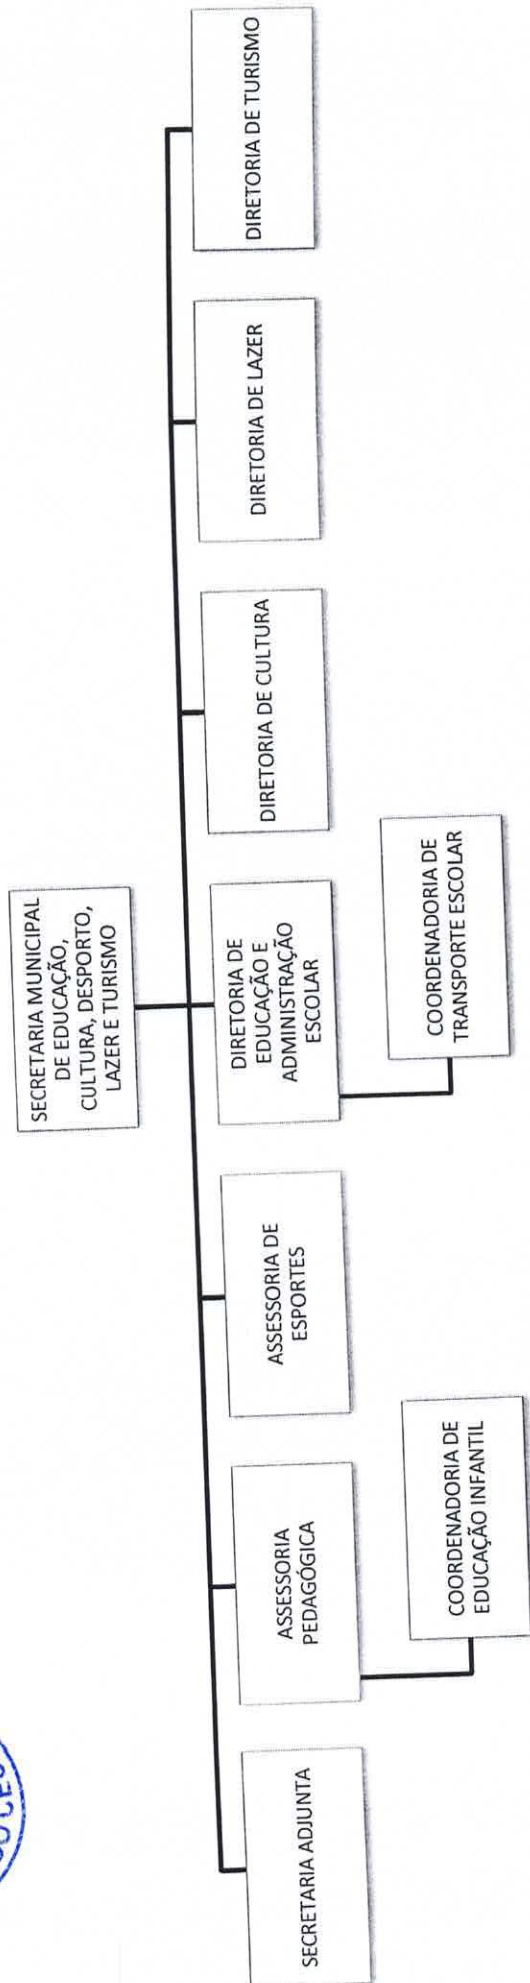 SECRETARIA MUNICIPAL
DE EDUCAÇÃO,
CULTURA, DESPORTO,
LAZER E TURISMO
SECRETARIA ADJUNTA
ASSESSORIA
PEDAGÓGICA
ASSESSORIA DE
ESPORTES
DIRETORIA DE
EDUCAÇÃO E
ADMINISTRAÇÃO
ESCOLAR
DIRETORIA DE CULTURA
DIRETORIA DE LAZER
DIRETORIA DE TURISMO
COORDENADORIA DE
EDUCAÇÃO INFANTIL
COORDENADORIA DE
TRANSPORTE ESCOLAR